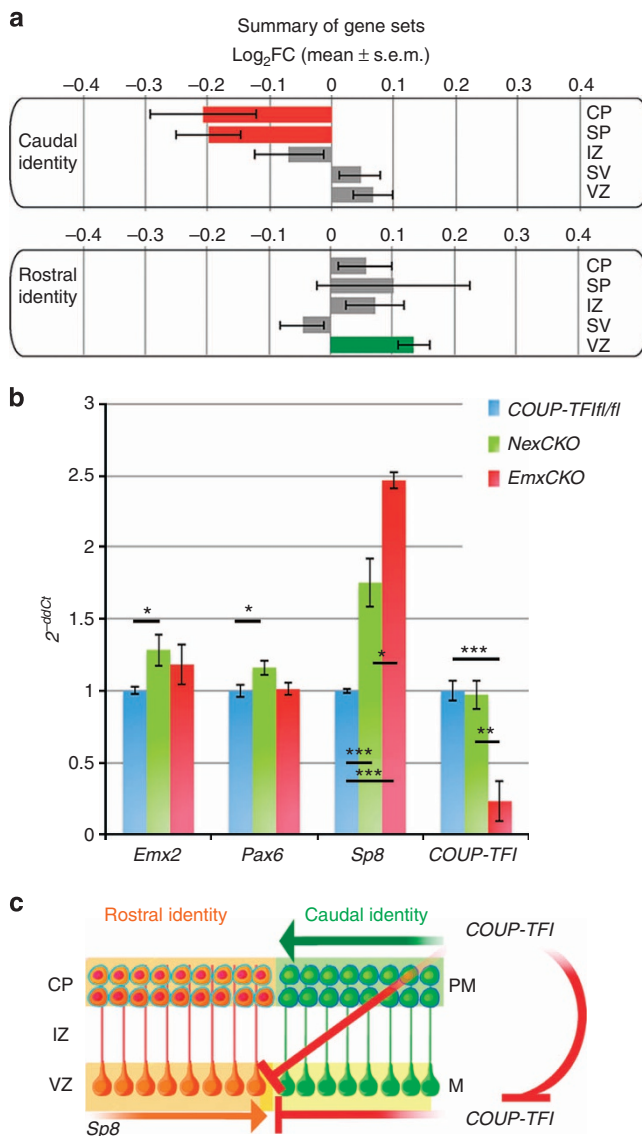 a
Summary of gene sets
Log2FC (mean ± s.e.m.)
−0.4 −0.3 −0.2 −0.1 0 0.1 0.2 0.3 0.4
Caudal identity
CP
SP
IZ
SV
VZ
−0.4 −0.3 −0.2 −0.1 0 0.1 0.2 0.3 0.4
Rostral identity
CP
SP
IZ
SV
VZ
b
3
2.5
2
1.5
1
0.5
0
2^−ddCt
COUP-TFIfl/fl
NexCKO
EmxCKO
* * * *** *** *** **
Emx2 Pax6 Sp8 COUP-TFI
c
Rostral identity Caudal identity COUP-TFI
CP PM
IZ
VZ M
Sp8 COUP-TFI